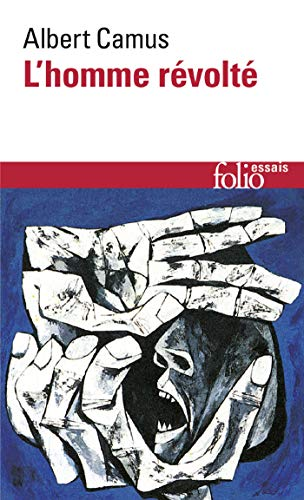 Albert Camus
L'homme révolté
essais
folio